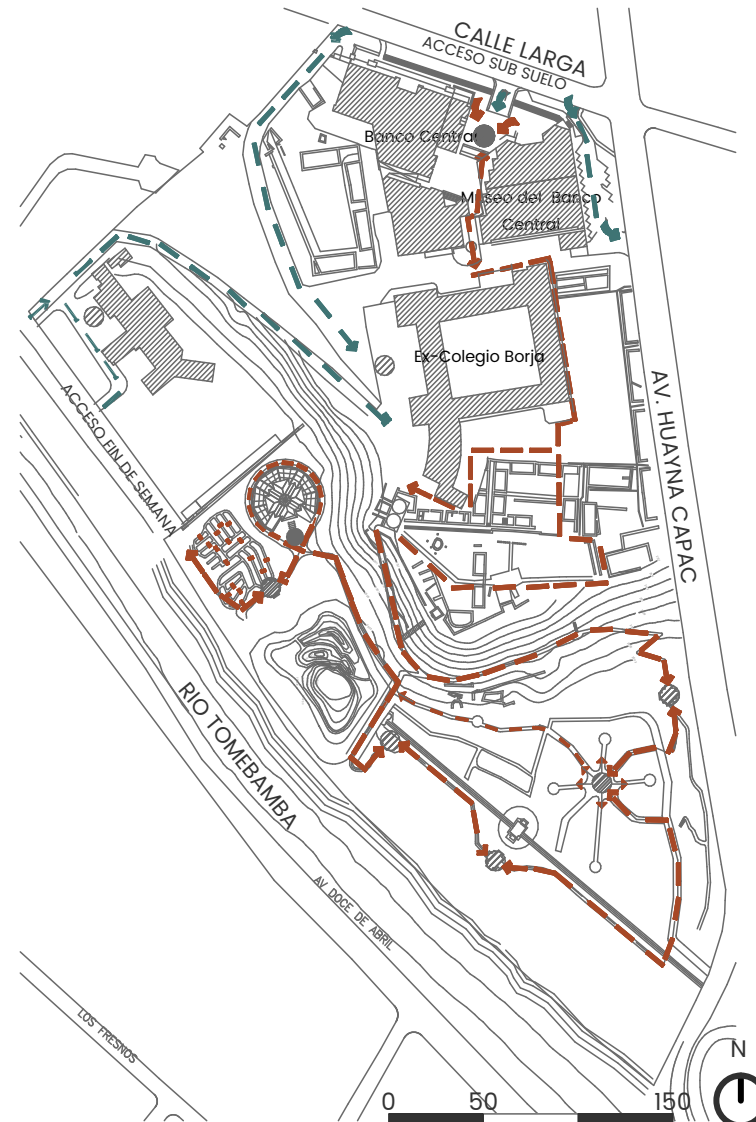 CALLE LARGA
ACCESO SUB SUELO
Banco Central
Museo del Banco
Central
Ex-Colegio Borja
AV. HUAYNA CAPAC
ACCESO FIN DE SEMANA
RIO TOMEBAMBA
AV DOCE DE ABRIL
LOS FRESNOS
N
0 50 150